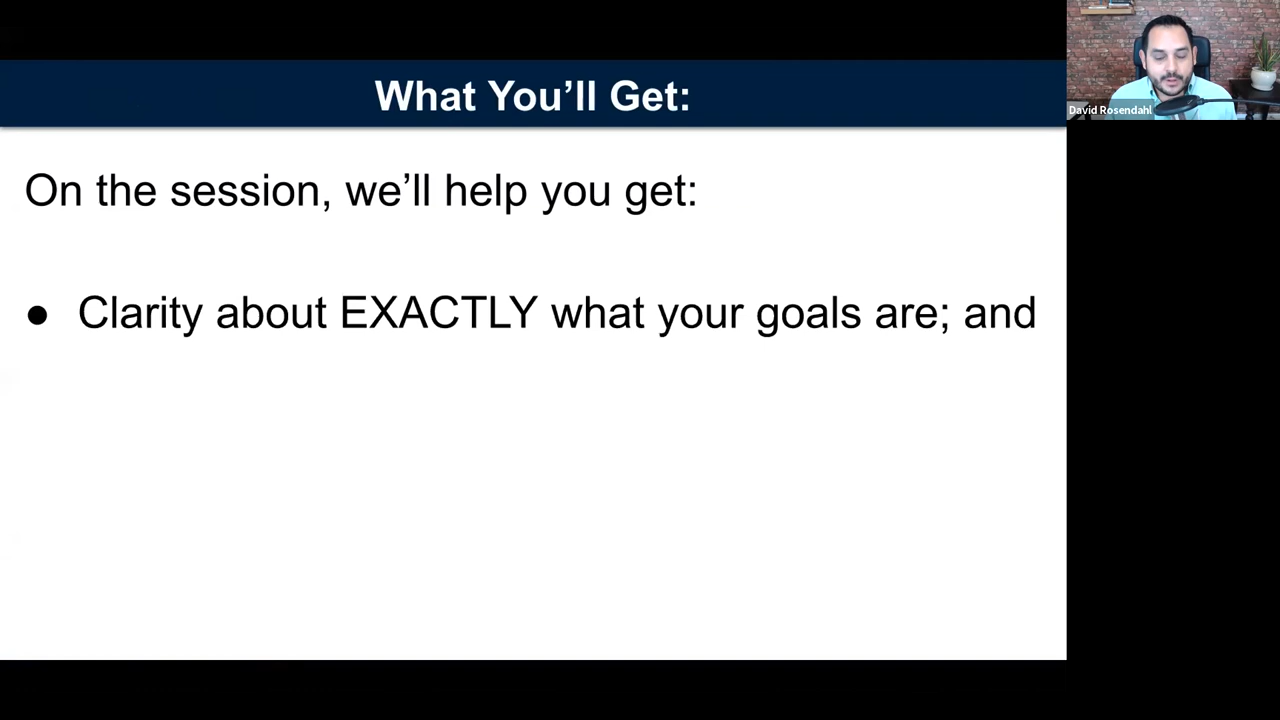 What You’ll Get:
On the session, we’ll help you get:
● Clarity about EXACTLY what your goals are; and
David Rosendahl